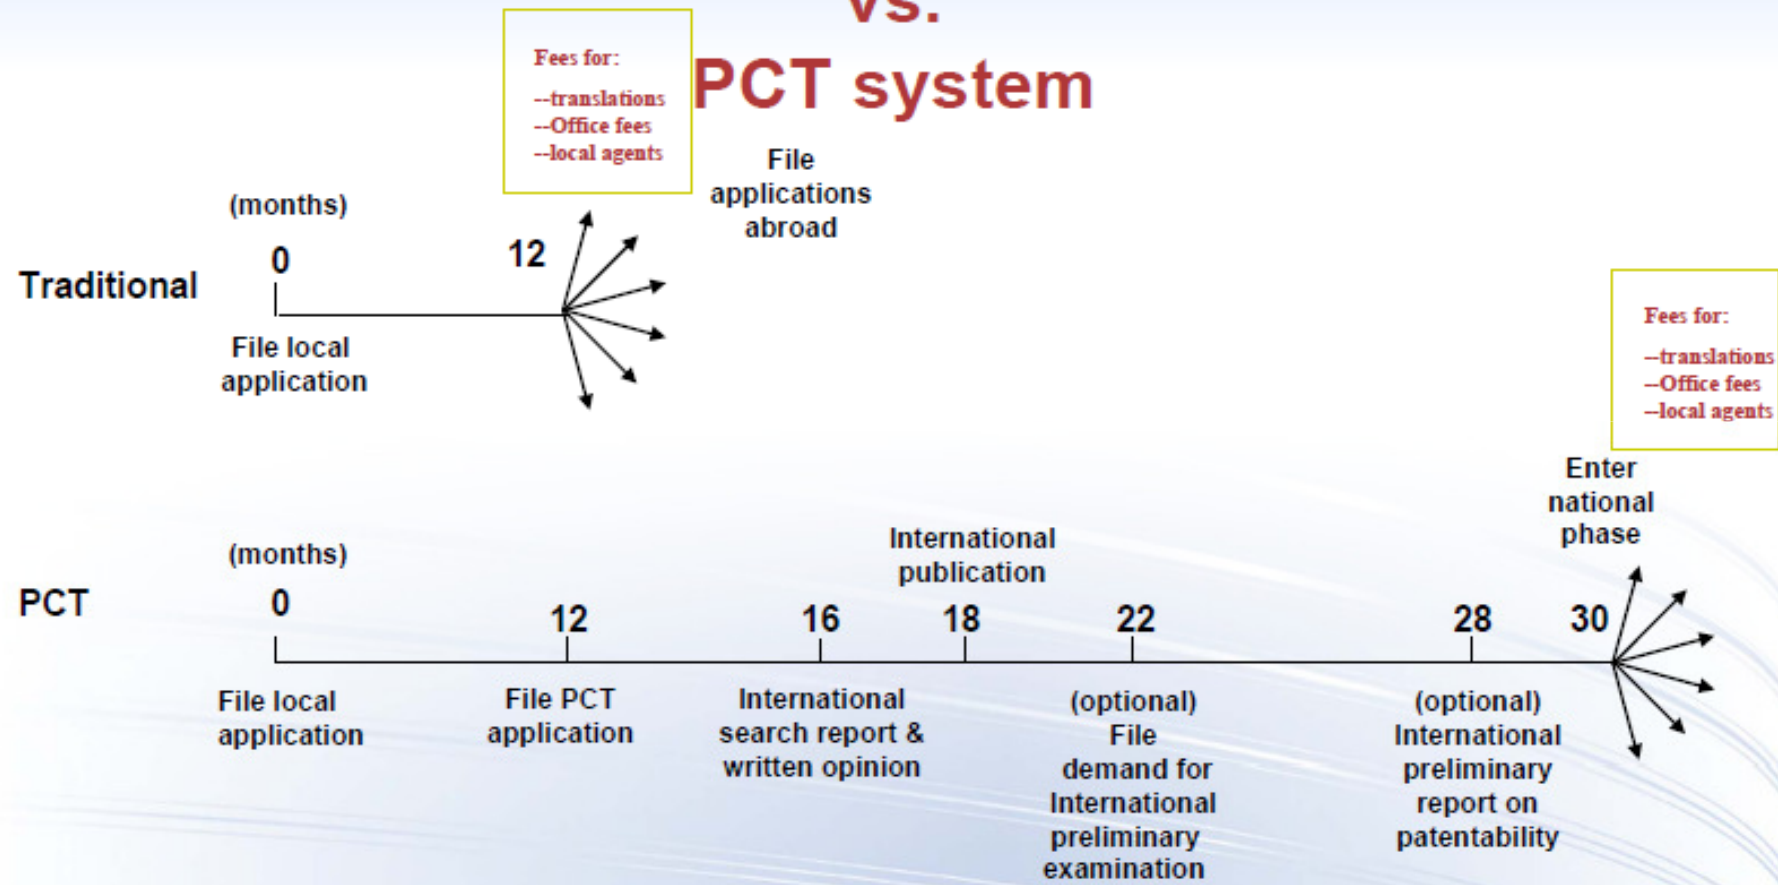 vs.
PCT system
Fees for:
--translations
--Office fees
--local agents
File
applications
abroad
(months)
0
12
Traditional
File local
application
Fees for:
--translations
--Office fees
--local agents
Enter
national
phase
(months)
International
publication
PCT
0
12
16
18
22
28
30
File local
application
File PCT
application
International
search report &
written opinion
(optional)
File
demand for
International
preliminary
examination
(optional)
International
preliminary
report on
patentability